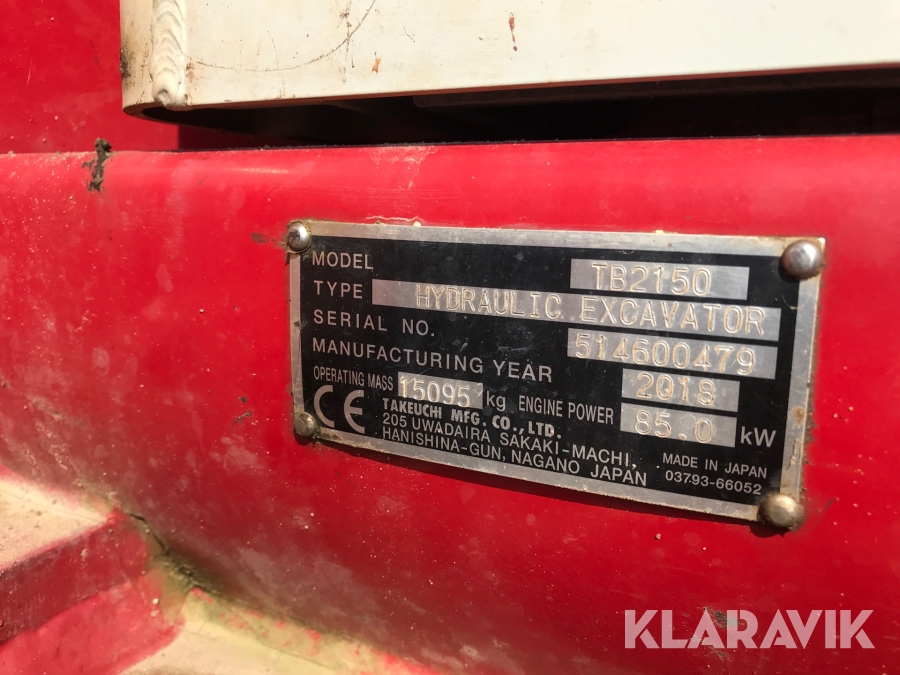 MODEL TB2150
TYPE HYDRAULIC EXCAVATOR
SERIAL NO. 514600479
MANUFACTURING YEAR 2018
OPERATING MASS 15095 kg ENGINE POWER 85.0 kW
CE TAKEUCHI MFG. CO., LTD.
205 UWADAIRA SAKAKI-MACHI,
HANISHINA-GUN, NAGANO JAPAN
MADE IN JAPAN
03793-66052
KLARAVIK